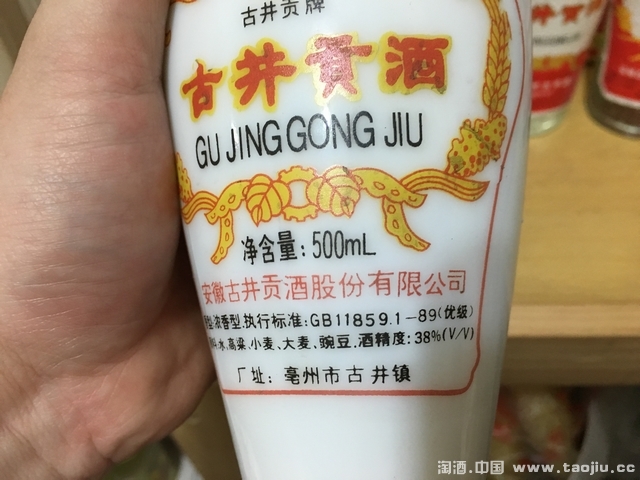 古井贡牌
古井贡酒
GU JING GONG JIU
净含量: 500mL
安徽古井贡酒股份有限公司
型:浓香型.执行标准:GB11859.1-89(优级)
料:水、高粱、小麦、大麦、豌豆.酒精度:38%(V/V)
厂址: 亳州市古井镇
淘酒.中国 www.taojiu.cc